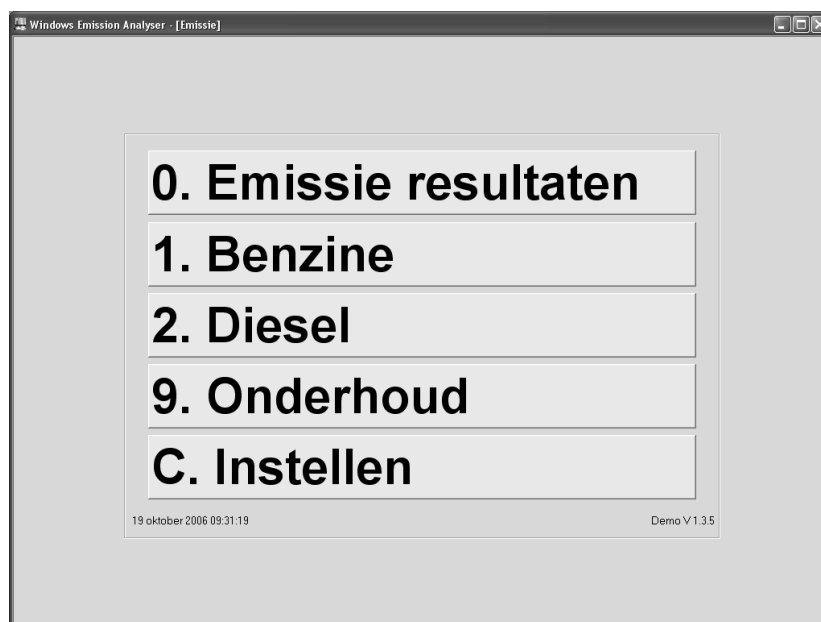 Windows Emission Analyser - [Emissie]
0. Emissie resultaten
1. Benzine
2. Diesel
9. Onderhoud
C. Instellen
19 oktober 2006 09:31:19 Demo V 1.3.5